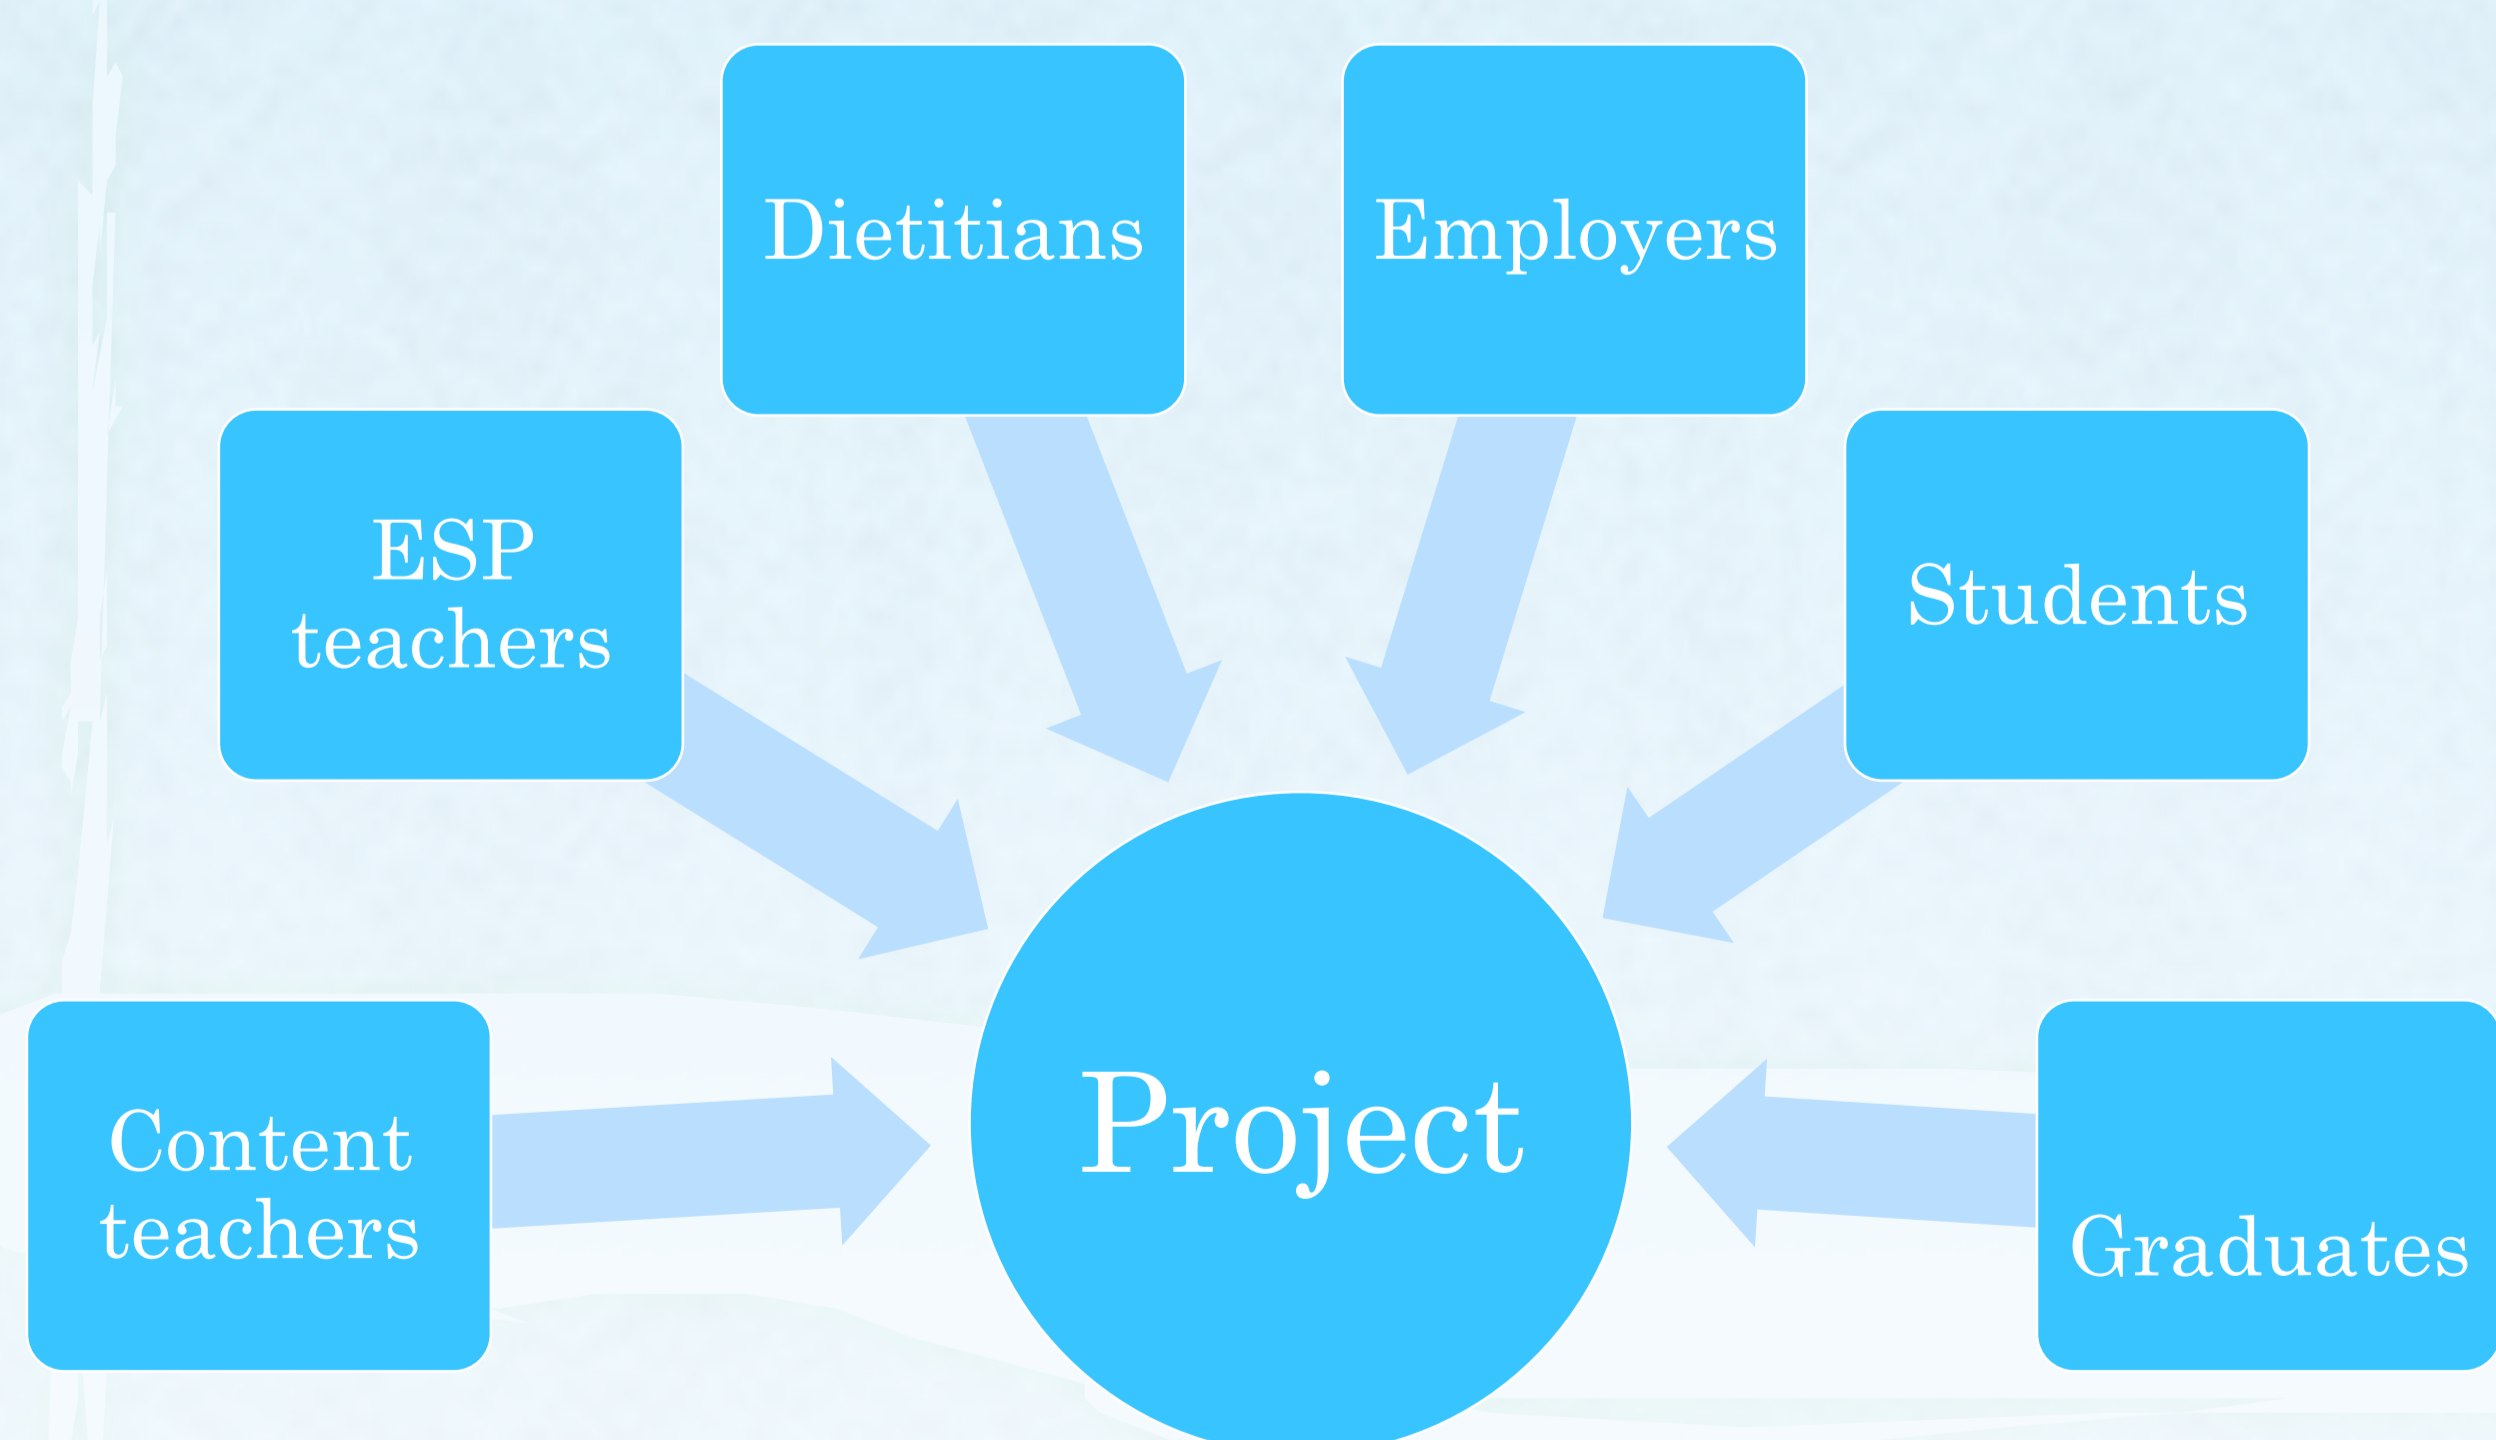 Dietitians
Employers
ESP
teachers
Students
Content
teachers
Project
Graduates